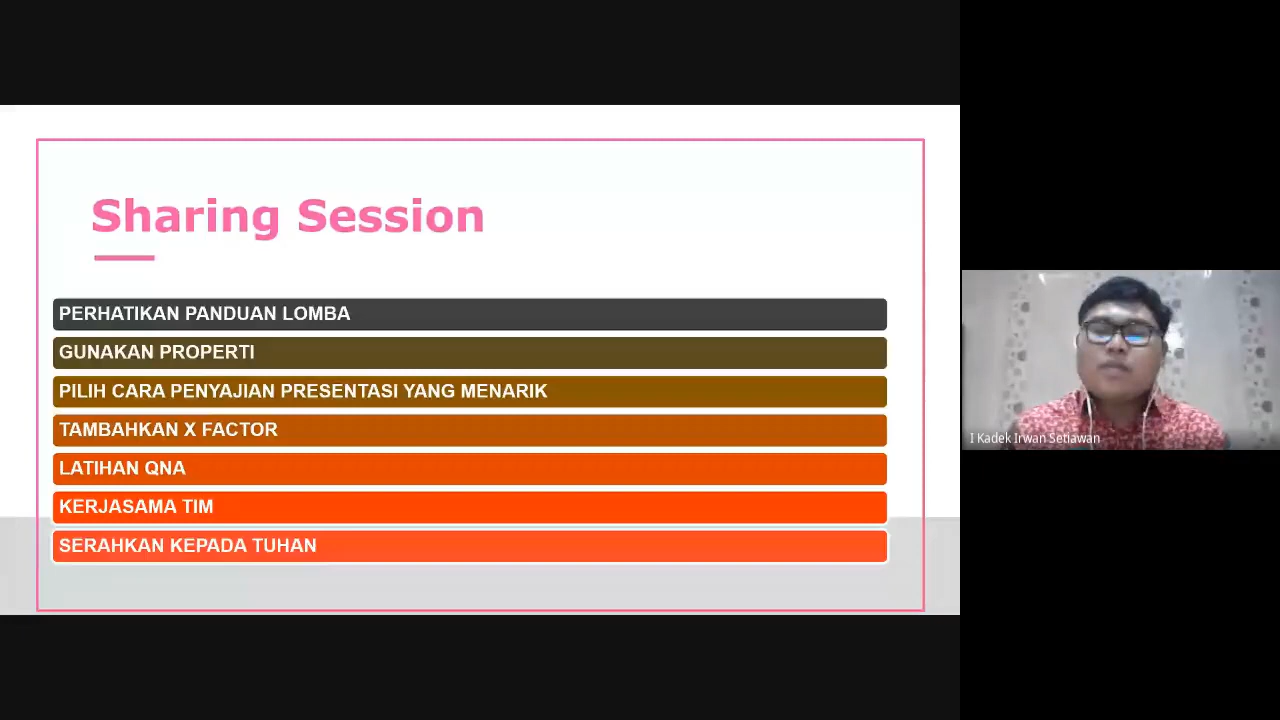 Sharing Session
PERHATIKAN PANDUAN LOMBA
GUNAKAN PROPERTI
PILIH CARA PENYAJIAN PRESENTASI YANG MENARIK
TAMBAHKAN X FACTOR
LATIHAN QNA
KERJASAMA TIM
SERAHKAN KEPADA TUHAN
I Kadek Irwan Setiawan